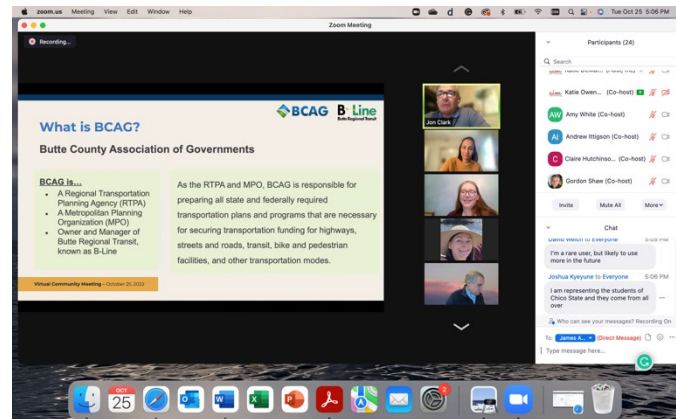 zoom.us Meeting View Edit Window Help
Tue Oct 25 5:06 PM
Zoom Meeting
Recording...
BCAG B-Line
Butte Regional Transit
What is BCAG?
Butte County Association of Governments
BCAG is...
• A Regional Transportation
Planning Agency (RTPA)
• A Metropolitan Planning
Organization (MPO)
• Owner and Manager of
Butte Regional Transit,
known as B-Line
As the RTPA and MPO, BCAG is responsible for
preparing all state and federally required
transportation plans and programs that are necessary
for securing transportation funding for highways,
streets and roads, transit, bike and pedestrian
facilities, and other transportation modes.
Virtual Community Meeting – October 25, 2022
Jon Clark
Participants (24)
Search
Katie Owen... (Co-host)
AW Amy White (Co-host)
AI Andrew Ittigson (Co-host)
C Claire Hutchinso... (Co-host)
Gordon Shaw (Co-host)
Invite Mute All More
Chat
David Welch to Everyone 5:05 PM
I'm a rare user, but likely to use
more in the future
Joshua Kyeyune to Everyone 5:06 PM
I am representing the students of
Chico State and they come from all
over
Who can see your messages? Recording On
To: James A... (Direct Message)
Type message here...
OCT
25
2